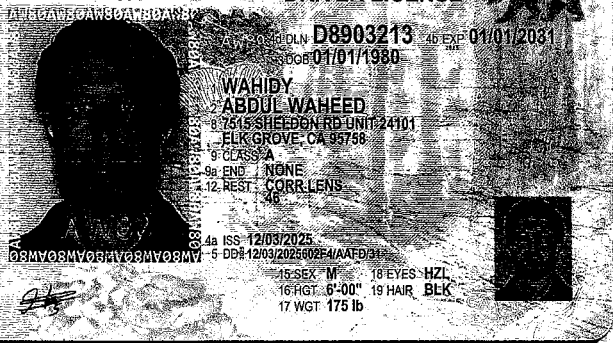 DRIVER LICENSE
DLN D8903213 4b EXP 01/01/2031
DOB 01/01/1980
1 WAHIDY
2 ABDUL WAHEED
8 7515 SHELDON RD UNIT 24101
ELK GROVE, CA 95758
9 CLASS A
9a END NONE
12 REST CORR LENS
46
4a ISS 12/03/2025
5 DD 12/03/2025602F4/AAFD/31
15 SEX M 18 EYES HZL
16 HGT 6'-00" 19 HAIR BLK
17 WGT 175 lb